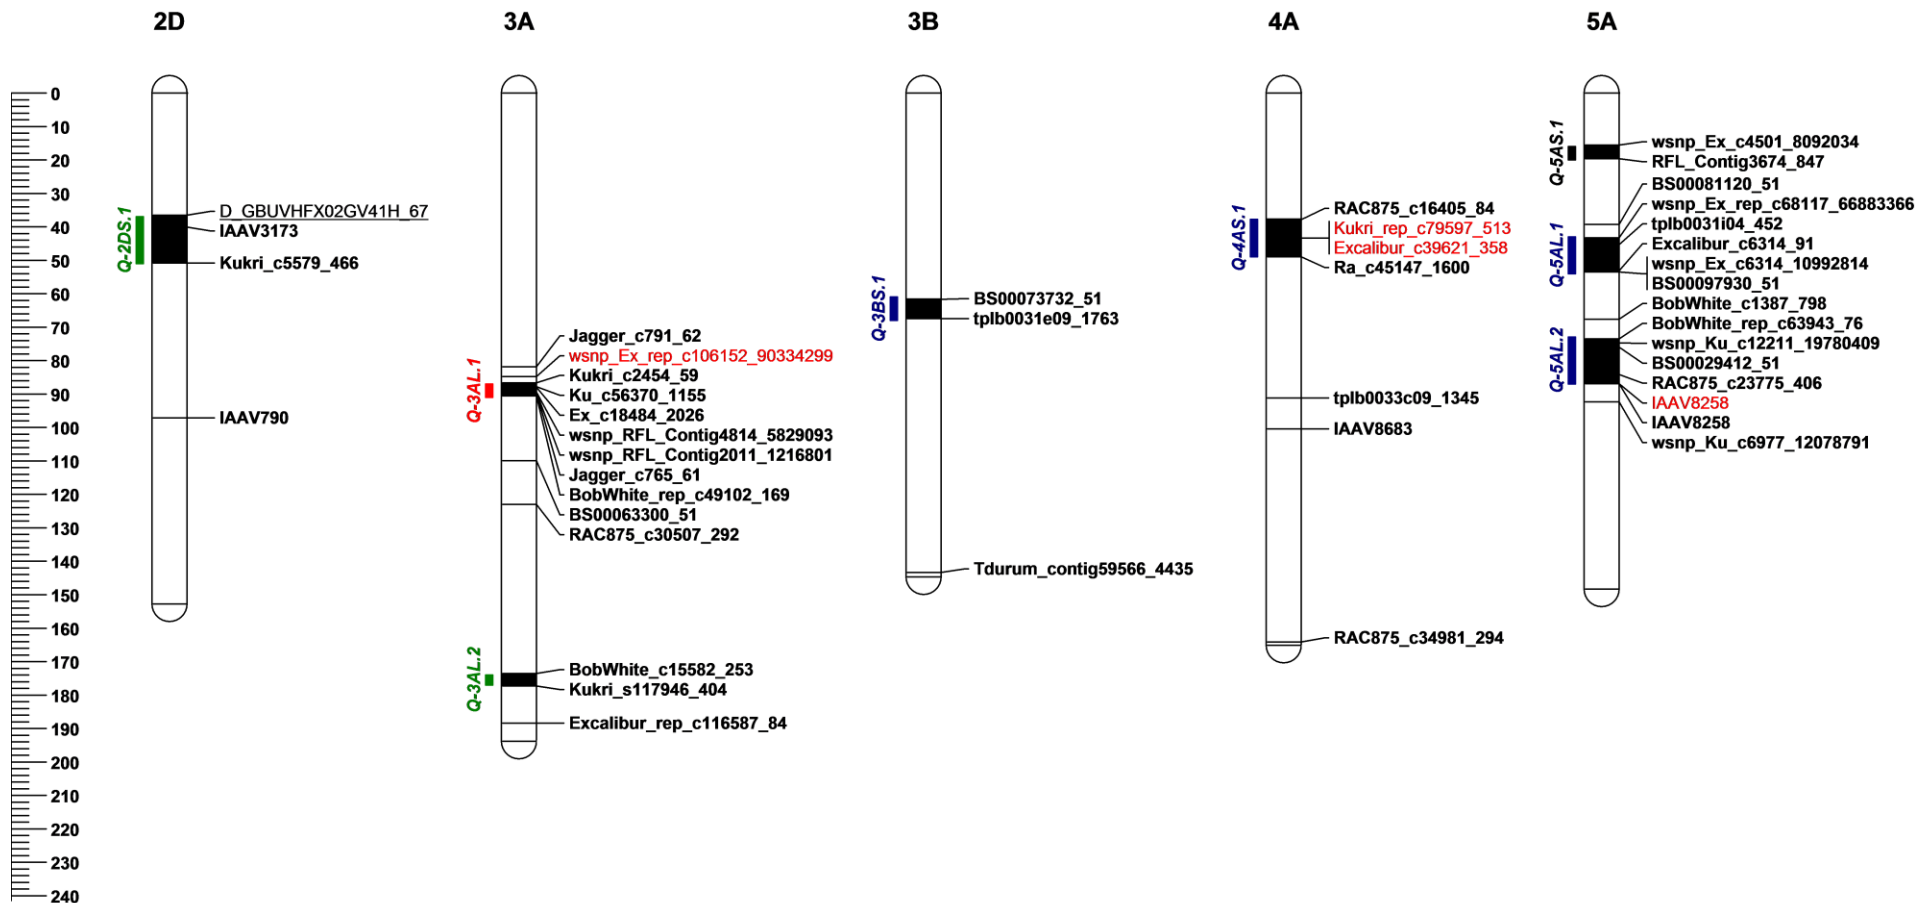 2D
3A
3B
4A
5A
0
10
20
30
40
50
60
70
80
90
100
110
120
130
140
150
160
170
180
190
200
210
220
230
240
Q-2DS.1
D_GBUVHFX02GV41H_67
IAAV3173
Kukri_c5579_466
IAAV790
Q-3AL.1
Jagger_c791_62
wsnp_Ex_rep_c106152_90334299
Kukri_c2454_59
Ku_c56370_1155
Ex_c18484_2026
wsnp_RFL_Contig4814_5829093
wsnp_RFL_Contig2011_1216801
Jagger_c765_61
BobWhite_rep_c49102_169
BS00063300_51
RAC875_c30507_292
Q-3AL.2
BobWhite_c15582_253
Kukri_s117946_404
Excalibur_rep_c116587_84
Q-3BS.1
BS00073732_51
tplb0031e09_1763
Tdurum_contig59566_4435
Q-4AS.1
RAC875_c16405_84
Kukri_rep_c79597_513
Excalibur_c39621_358
Ra_c45147_1600
tplb0033c09_1345
IAAV8683
RAC875_c34981_294
Q-5AS.1
wsnp_Ex_c4501_8092034
RFL_Contig3674_847
BS00081120_51
Q-5AL.1
wsnp_Ex_rep_c68117_66883366
tplb0031i04_452
Excalibur_c6314_91
wsnp_Ex_c6314_10992814
BS00097930_51
BobWhite_c1387_798
Q-5AL.2
BobWhite_rep_c63943_76
wsnp_Ku_c12211_19780409
BS00029412_51
RAC875_c23775_406
IAAV8258
IAAV8258
wsnp_Ku_c6977_12078791